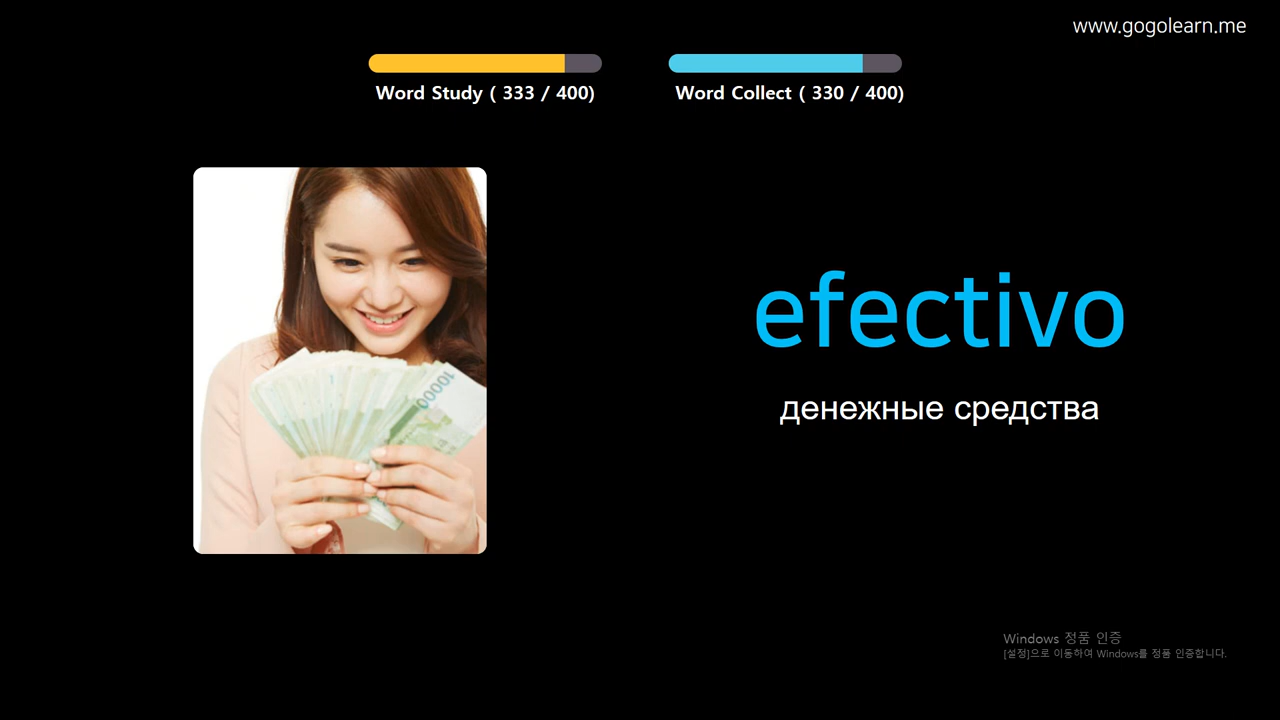 www.gogolearn.me
Word Study ( 333 / 400)
Word Collect ( 330 / 400)
efectivo
10000
денежные средства
Windows 정품 인증
[설정]으로 이동하여 Windows를 정품 인증합니다.